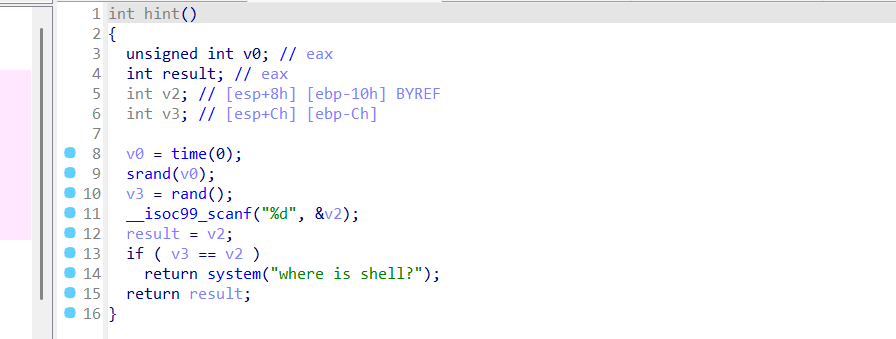 1 int hint()
2 {
3   unsigned int v0; // eax
4   int result; // eax
5   int v2; // [esp+8h] [ebp-10h] BYREF
6   int v3; // [esp+Ch] [ebp-Ch]
7
8   v0 = time(0);
9   srand(v0);
10   v3 = rand();
11   __isoc99_scanf("%d", &v2);
12   result = v2;
13   if ( v3 == v2 )
14     return system("where is shell?");
15   return result;
16 }